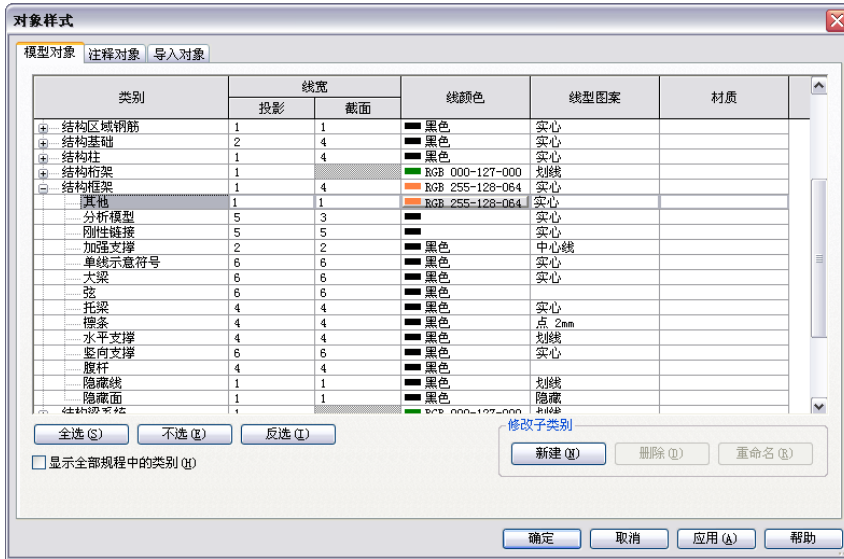 对象样式
模型对象 注释对象 导入对象
类别 线宽 线颜色 线型图案 材质
投影 截面
结构区域钢筋 1 1 黑色 实心
结构基础 2 4 黑色 实心
结构柱 1 4 黑色 实心
结构桁架 1 RGB 000-127-000 划线
结构框架 1 4 RGB 255-128-064 实心
其他 1 1 RGB 255-128-064 实心
分析模型 5 3 实心
刚性链接 5 5 实心
加强支撑 2 2 黑色 中心线
单线示意符号 6 6 黑色 实心
大梁 6 6 黑色 实心
弦 6 6 黑色
托梁 4 4 黑色 实心
檩条 4 4 黑色 点 2mm
水平支撑 4 4 黑色 划线
竖向支撑 6 6 黑色 实心
腹杆 4 4 黑色
隐藏线 1 1 黑色 划线
隐藏面 1 1 黑色 隐藏
结构梁系统 1 RGB 000-127-000 划线
全选(S) 不选(E) 反选(I)
修改子类别
新建(N) 删除(D) 重命名(R)
显示全部规程中的类别(H)
确定 取消 应用(A) 帮助